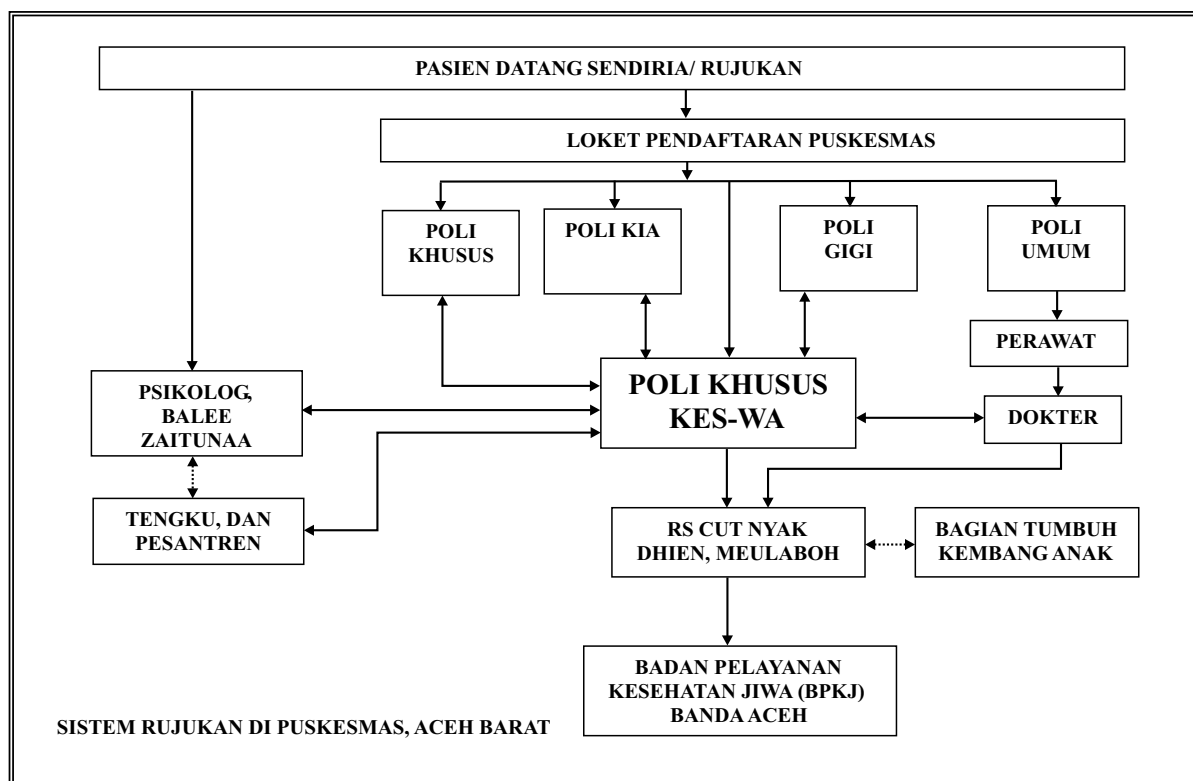 PASIEN DATANG SENDIRIA/ RUJUKAN
LOKET PENDAFTARAN PUSKESMAS
POLI
KHUSUS
POLI KIA
POLI
GIGI
POLI
UMUM
PERAWAT
PSIKOLOG,
BALEE
ZAITUNAA
POLI KHUSUS
KES-WA
DOKTER
TENGKU, DAN
PESANTREN
RS CUT NYAK
DHIEN, MEULABOH
BAGIAN TUMBUH
KEMBANG ANAK
BADAN PELAYANAN
KESEHATAN JIWA (BPKJ)
BANDA ACEH
SISTEM RUJUKAN DI PUSKESMAS, ACEH BARAT